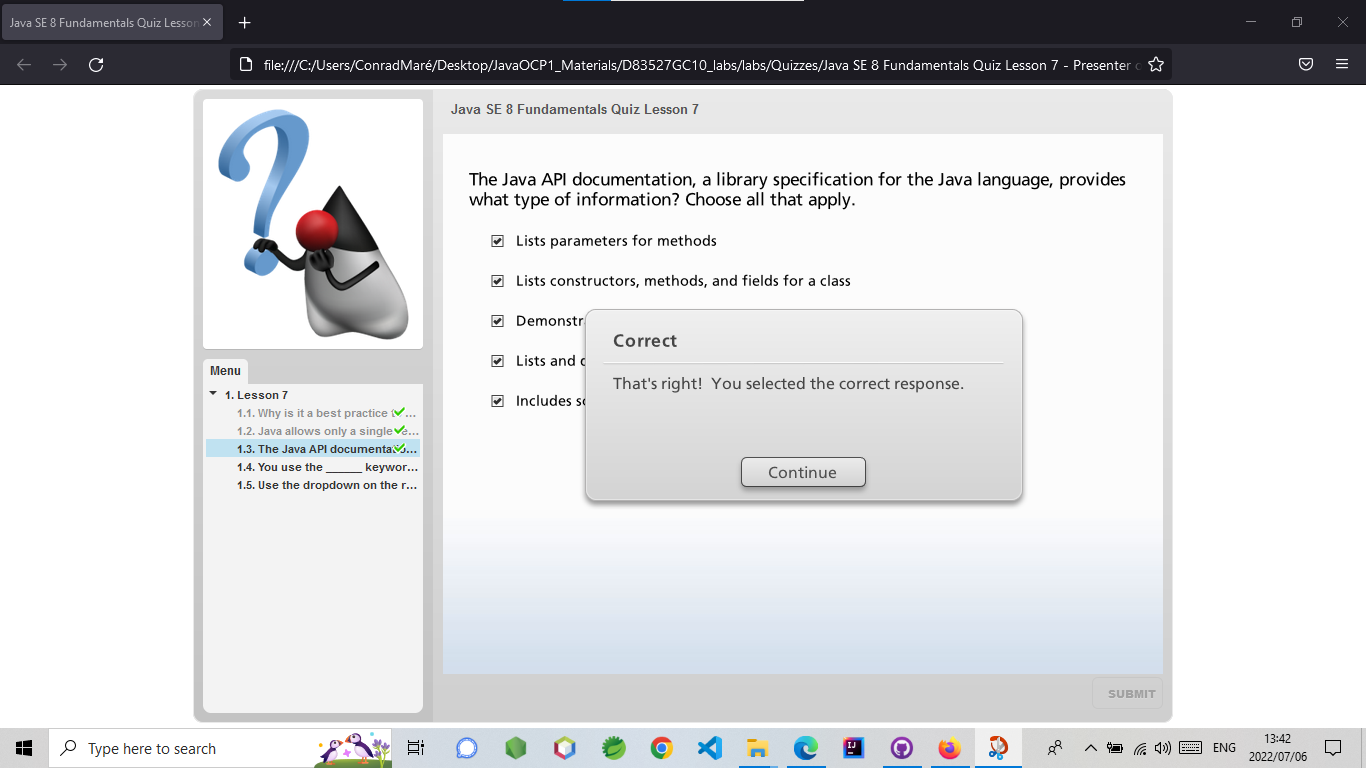 Java SE 8 Fundamentals Quiz Lesson
file:///C:/Users/ConradMaré/Desktop/JavaOCP1_Materials/D83527GC10_labs/labs/Quizzes/Java SE 8 Fundamentals Quiz Lesson 7 - Presenter
Java SE 8 Fundamentals Quiz Lesson 7
The Java API documentation, a library specification for the Java language, provides
what type of information? Choose all that apply.
Lists parameters for methods
Lists constructors, methods, and fields for a class
Lists and
Includes
Correct
That's right! You selected the correct response.
Continue
Menu
1. Lesson 7
1.1. Why is it a best practice ...
1.2. Java allows only a single ...
1.3. The Java API ...
1.4. You use the ______ keywor...
1.5. Use the dropdown on the r...
SUBMIT
Type here to search
ENG
13:42
2022/07/06